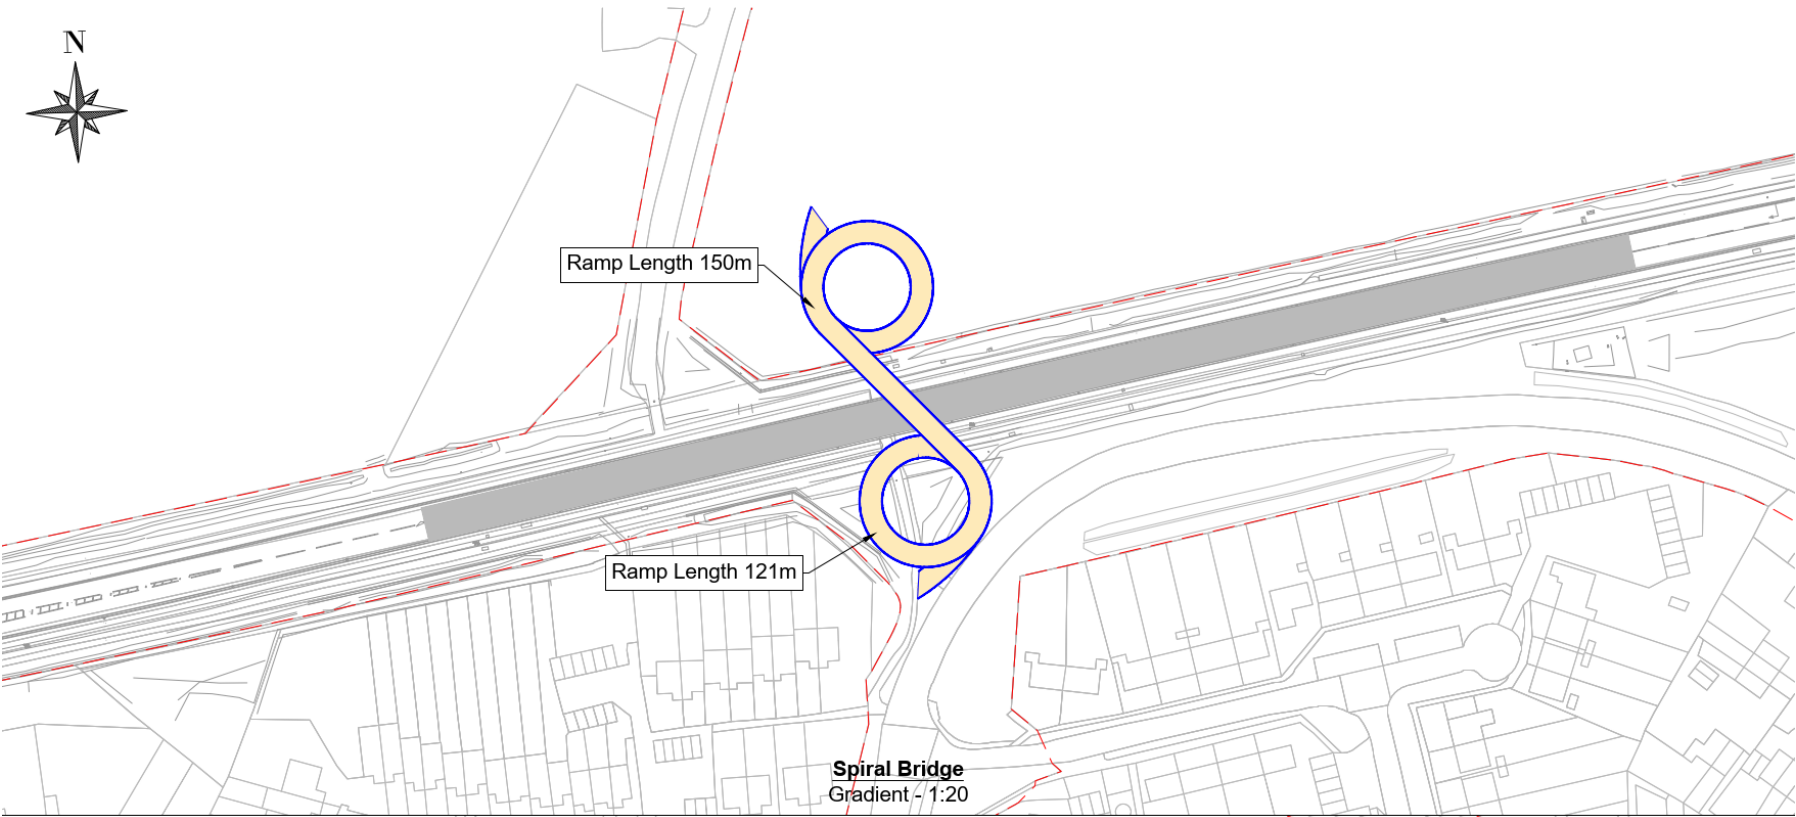 N
Ramp Length 150m
Ramp Length 121m
Spiral Bridge
Gradient - 1:20